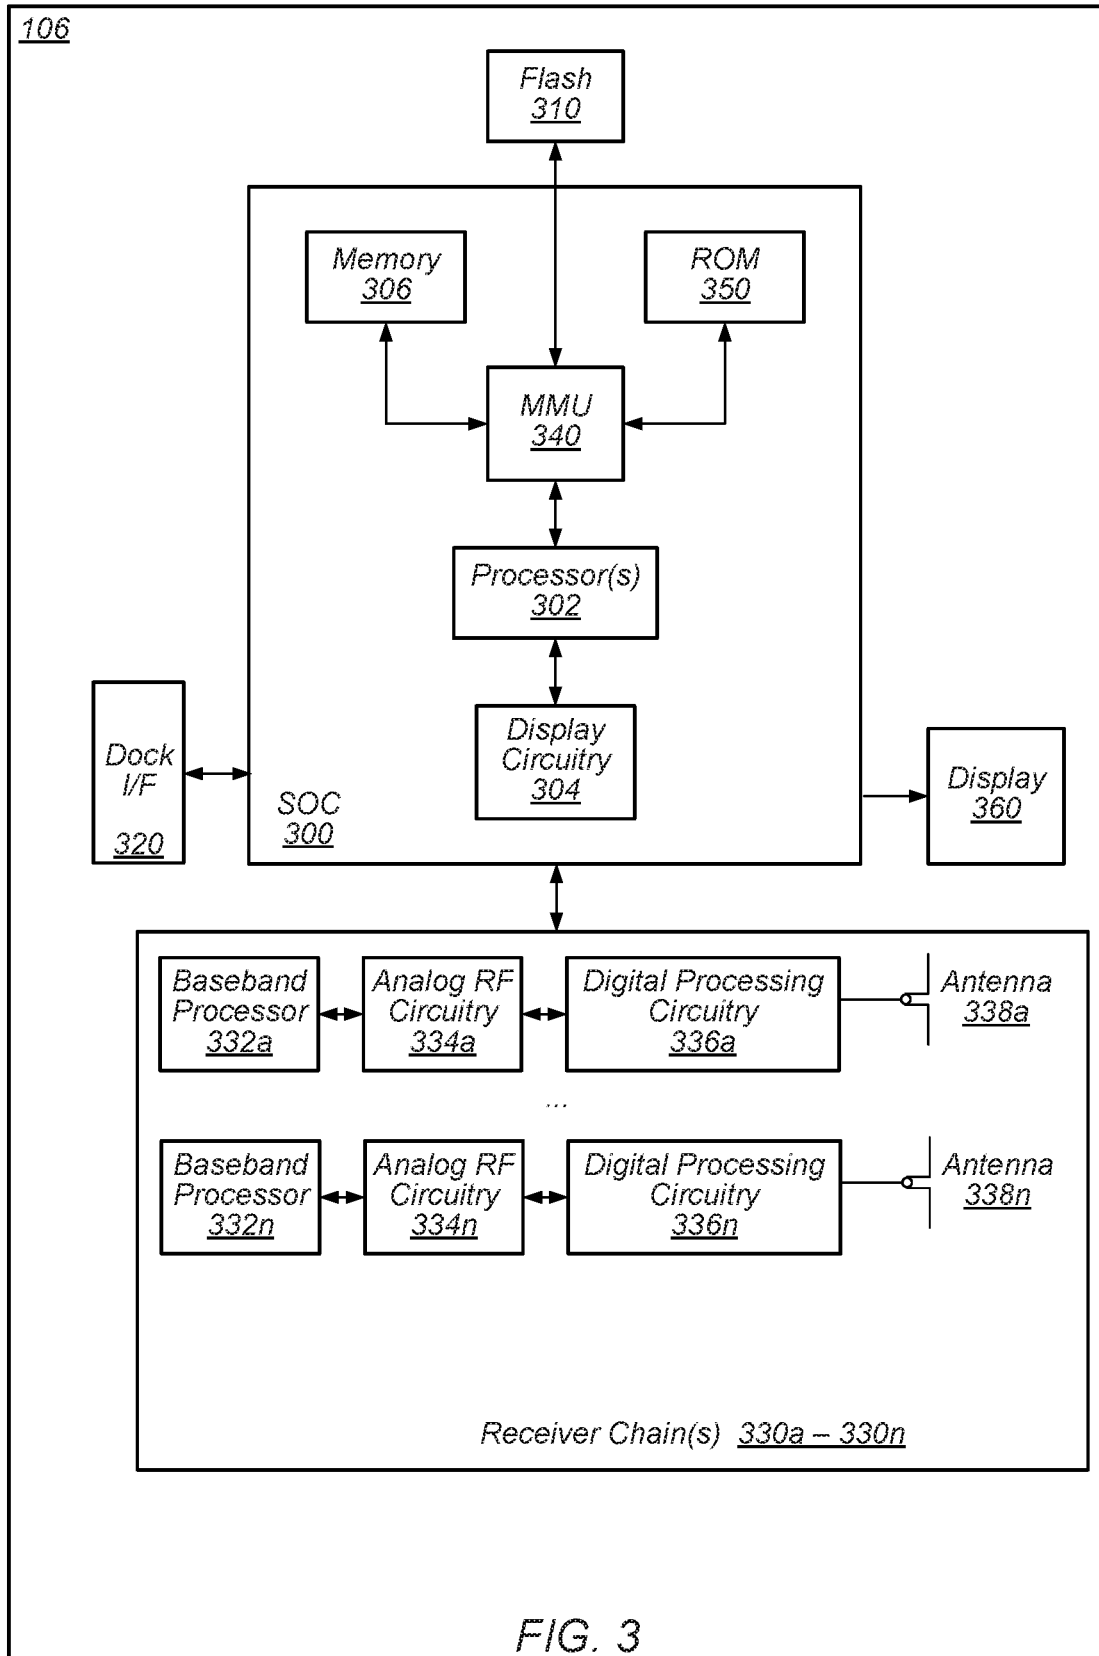 106
Flash
310
Memory
306
ROM
350
MMU
340
Processor(s)
302
Display
Circuitry
304
Dock
I/F
320
SOC
300
Display
360
Baseband
Processor
332a
Analog RF
Circuitry
334a
Digital Processing
Circuitry
336a
Antenna
338a
...
Baseband
Processor
332n
Analog RF
Circuitry
334n
Digital Processing
Circuitry
336n
Antenna
338n
Receiver Chain(s) 330a – 330n
FIG. 3